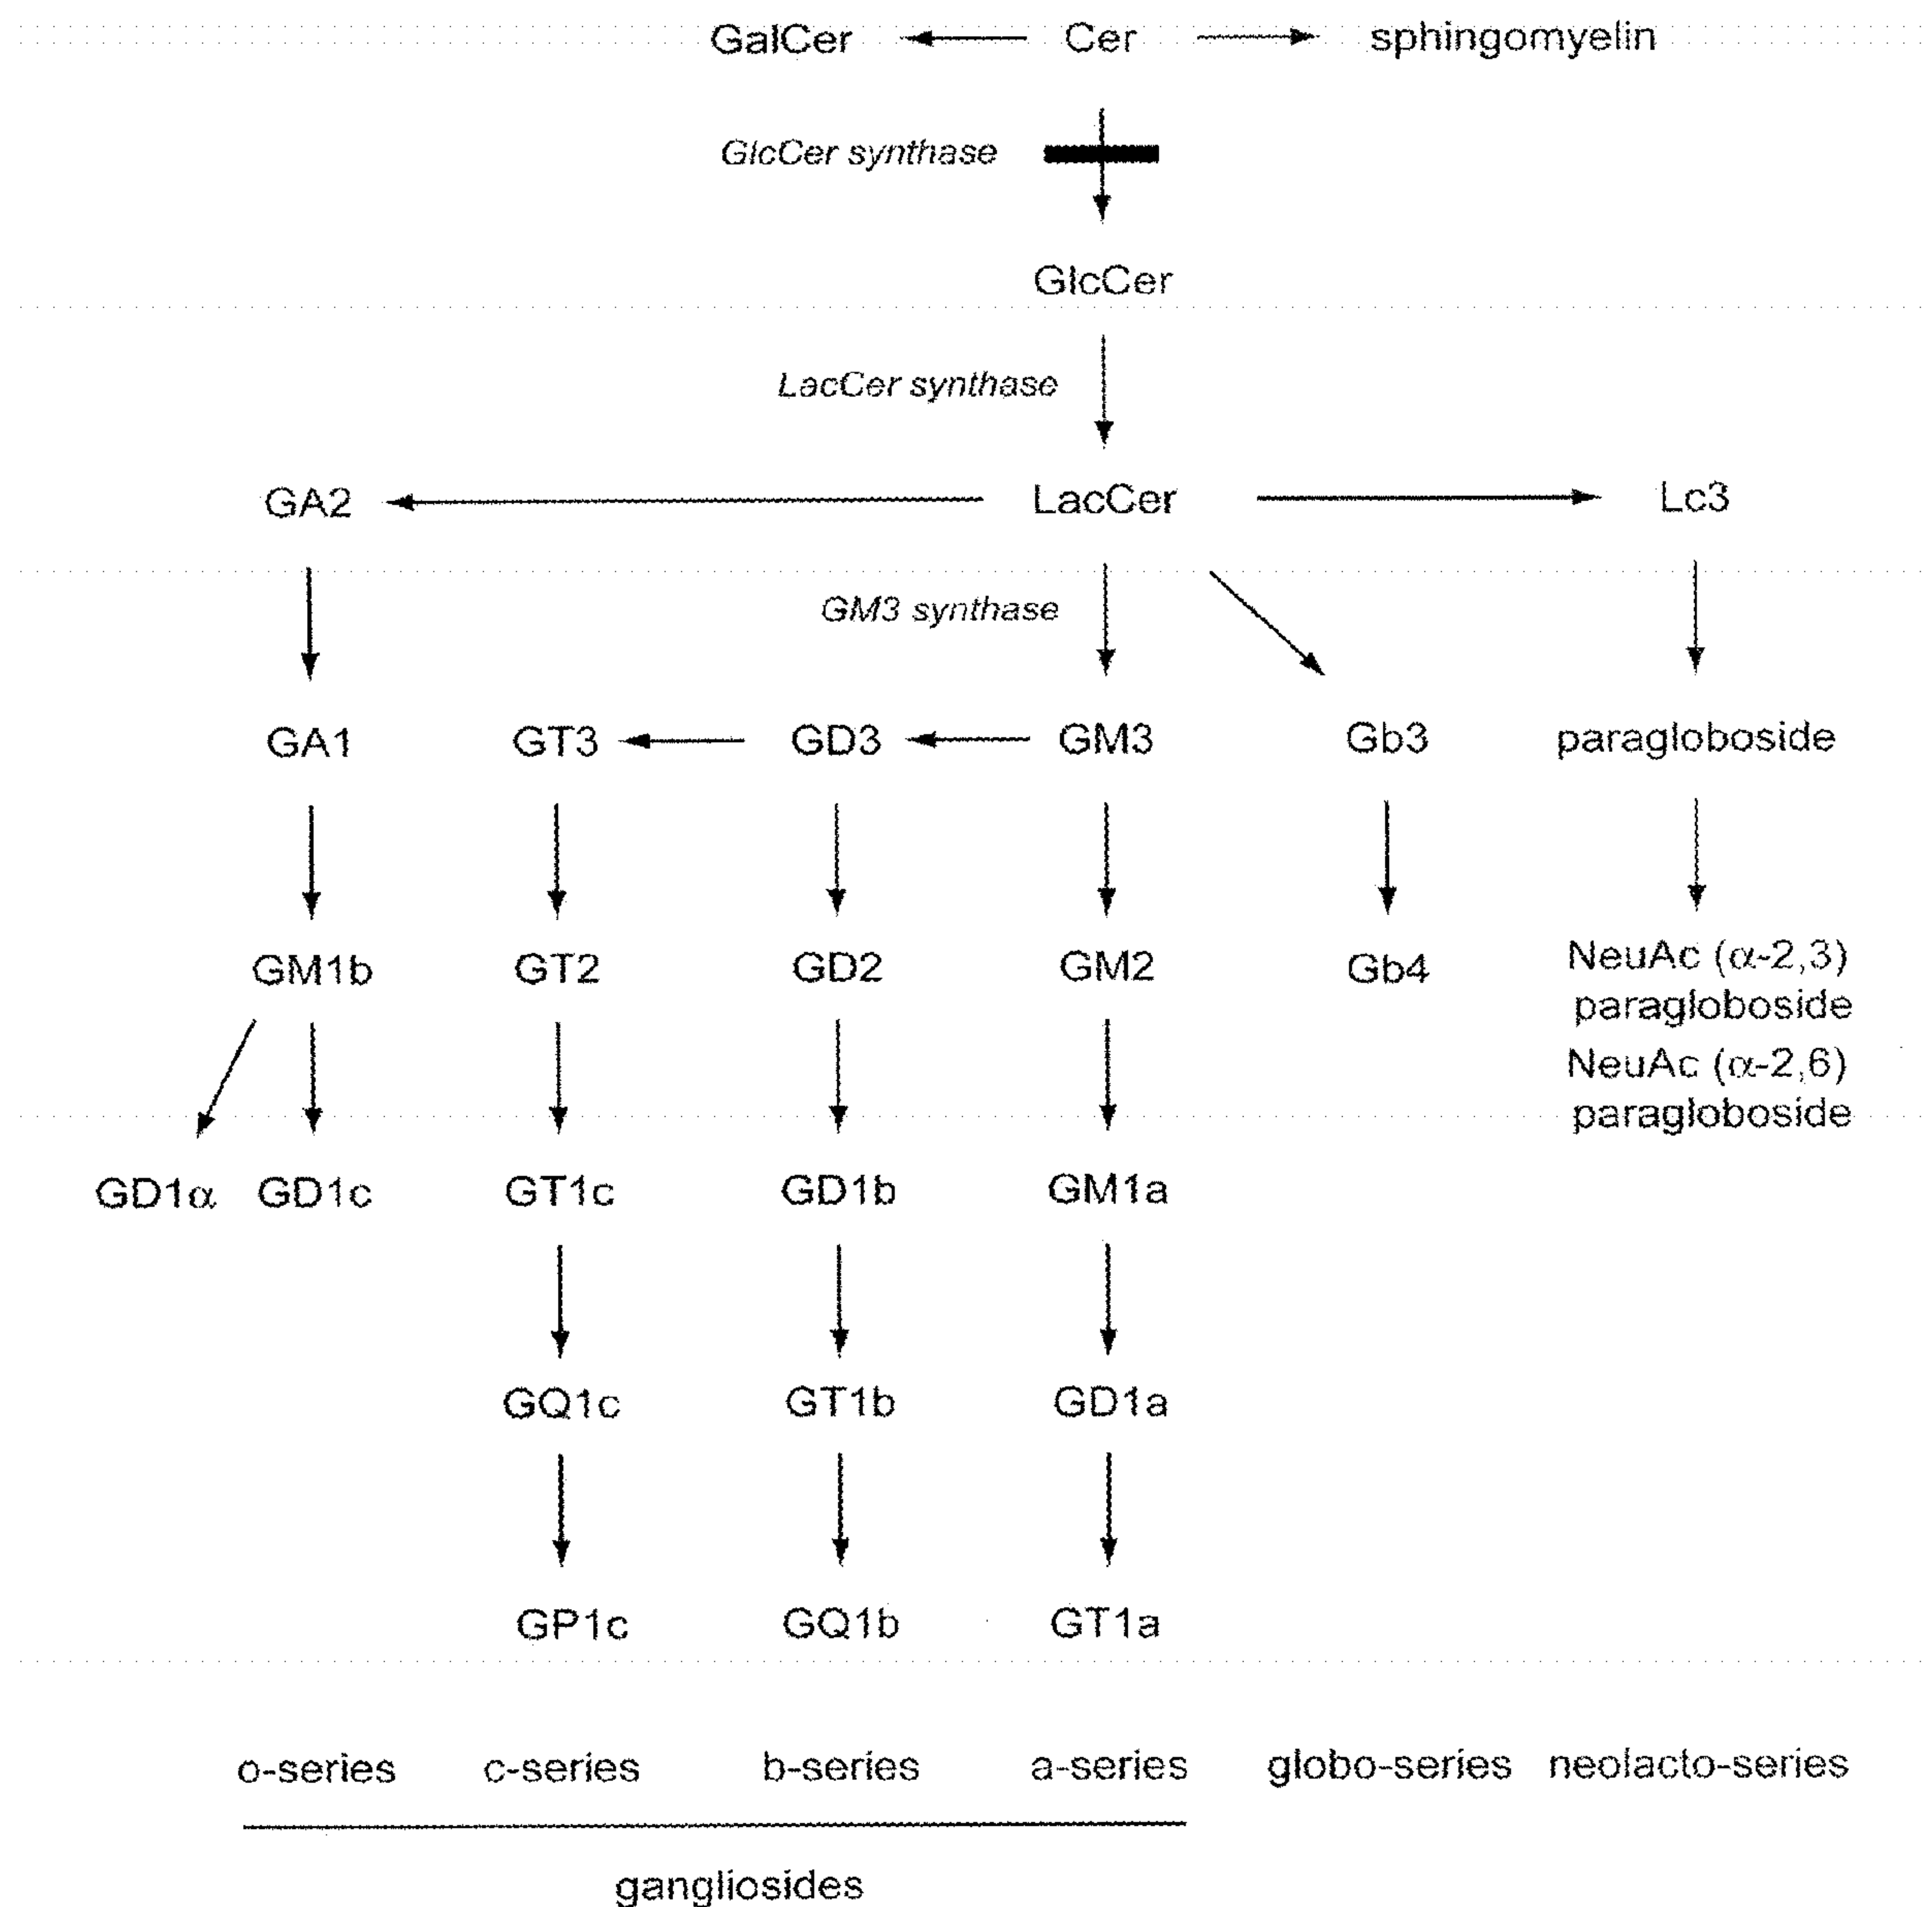 GalCer Cer sphingomyelin
GlcCer synthase
GlcCer
LacCer synthase
GA2 LacCer Lc3
GM3 synthase
GA1 GT3 GD3 GM3 Gb3 paragloboside
GM1b GT2 GD2 GM2 Gb4 NeuAc (α-2,3)
paragloboside
NeuAc (α-2,6)
paragloboside
GD1α GD1c GT1c GD1b GM1a
GQ1c GT1b GD1a
GP1c GQ1b GT1a
o-series c-series b-series a-series globo-series neolacto-series
gangliosides